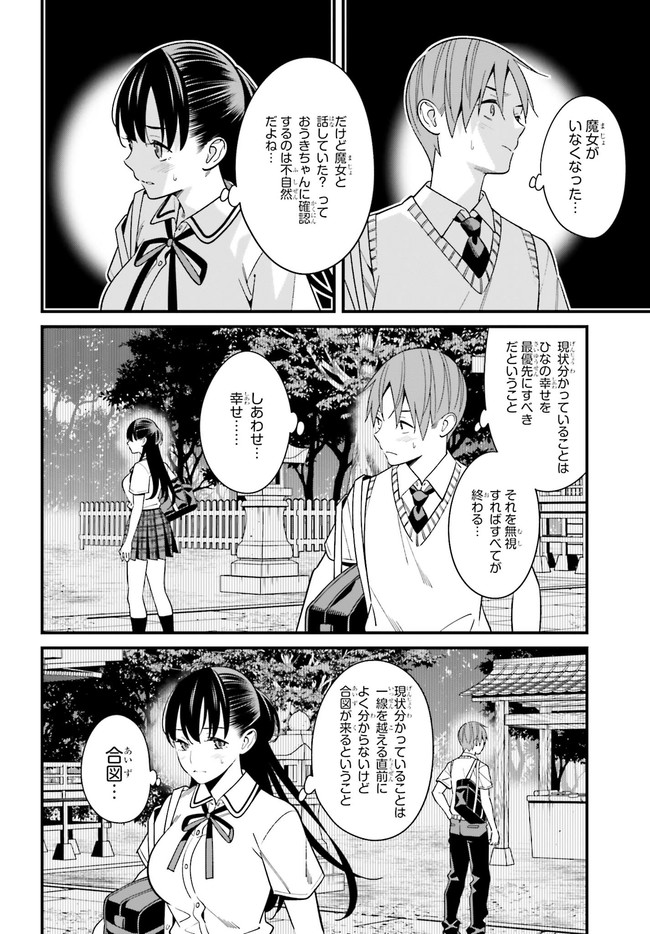 魔女が
いなくなった…
だけど魔女と
話していた？って
おうきちゃんに確認
するのは不自然
だよね…
現状分かっていることは
ひなの幸せを
最優先にすべき
だということ
それを無視
すればすべてが
終わる…
しあわせ…
幸せ……
現状分かっていることは
一線を越える直前に
よく分からないけど
合図が来るということ
合図…